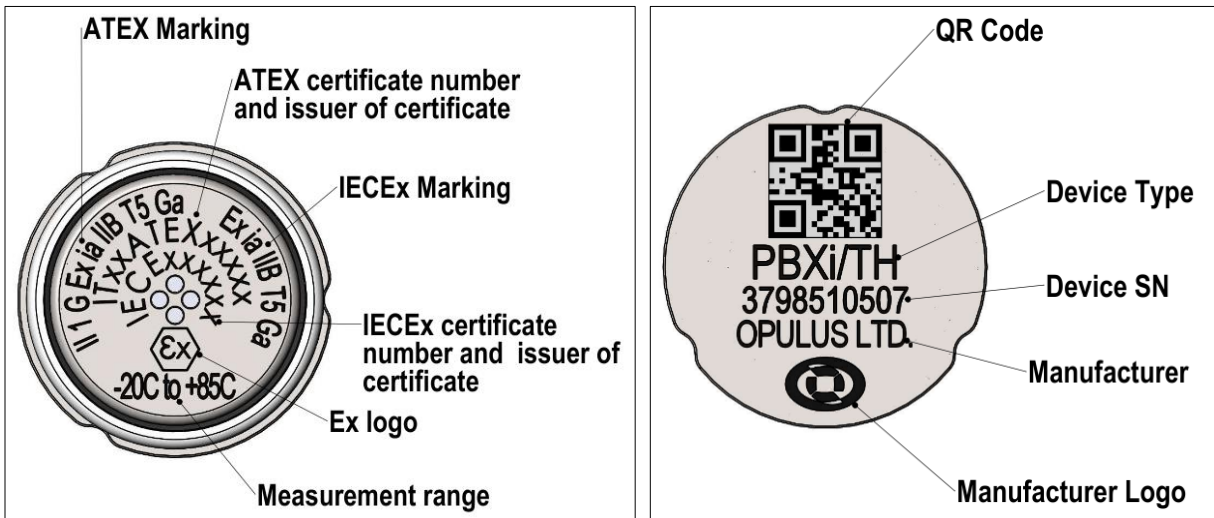 ATEX Marking
ATEX certificate number
and issuer of certificate
IECEx Marking
II 1 G Ex ia IIB T5 Ga
ITxxATEXxxxxx
IECExxxxxx
Ex ia IIB T5 Ga
εx
-20C to +85C
IECEx certificate
number and issuer of
certificate
Ex logo
Measurement range
QR Code
Device Type
PBXi/TH
3798510507
OPULUS LTD.
Device SN
Manufacturer
Manufacturer Logo